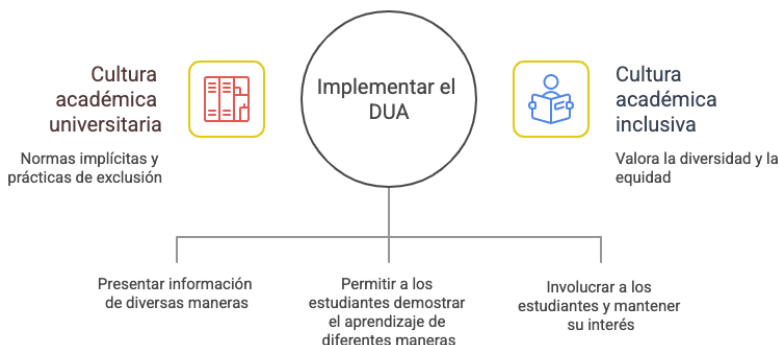 Cultura
académica
universitaria
Normas implícitas y
prácticas de exclusión
Implementar el
DUA
Cultura
académica
inclusiva
Valora la diversidad y la
equidad
Presentar información
de diversas maneras
Permitir a los
estudiantes demostrar
el aprendizaje de
diferentes maneras
Involucrar a los
estudiantes y mantener
su interés